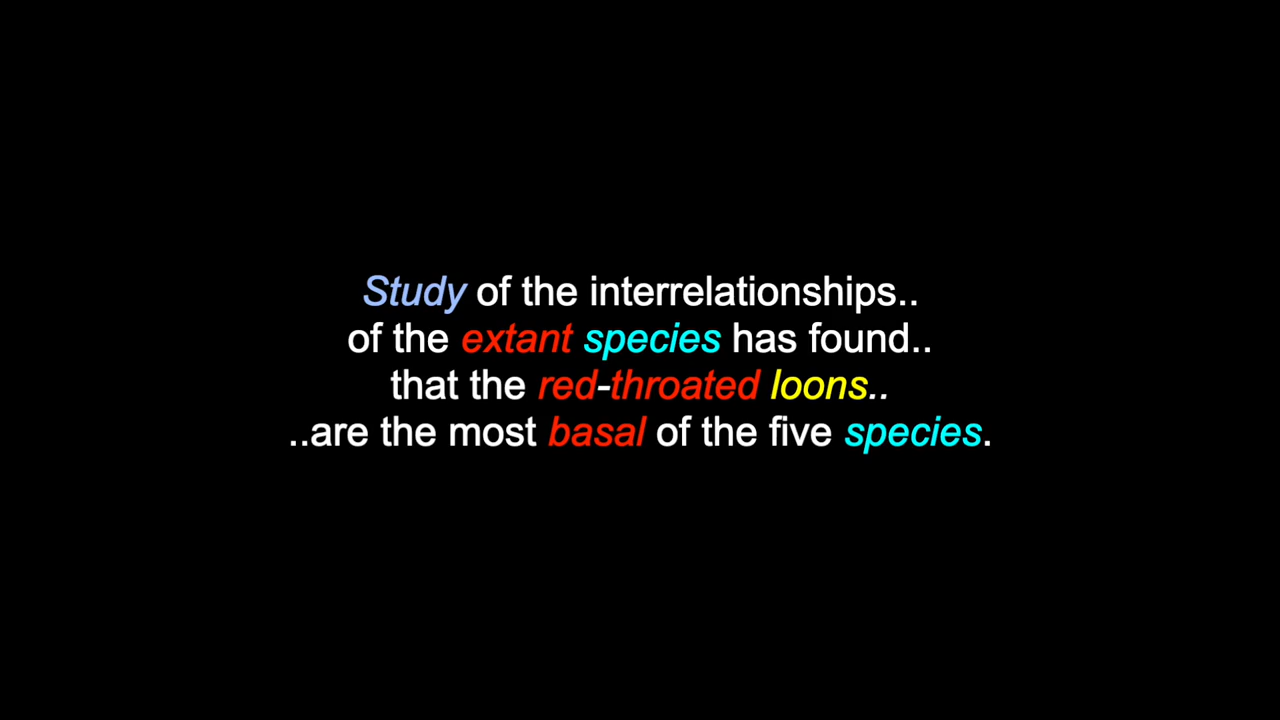 Study of the interrelationships..
of the extant species has found..
that the red-throated loons..
..are the most basal of the five species.